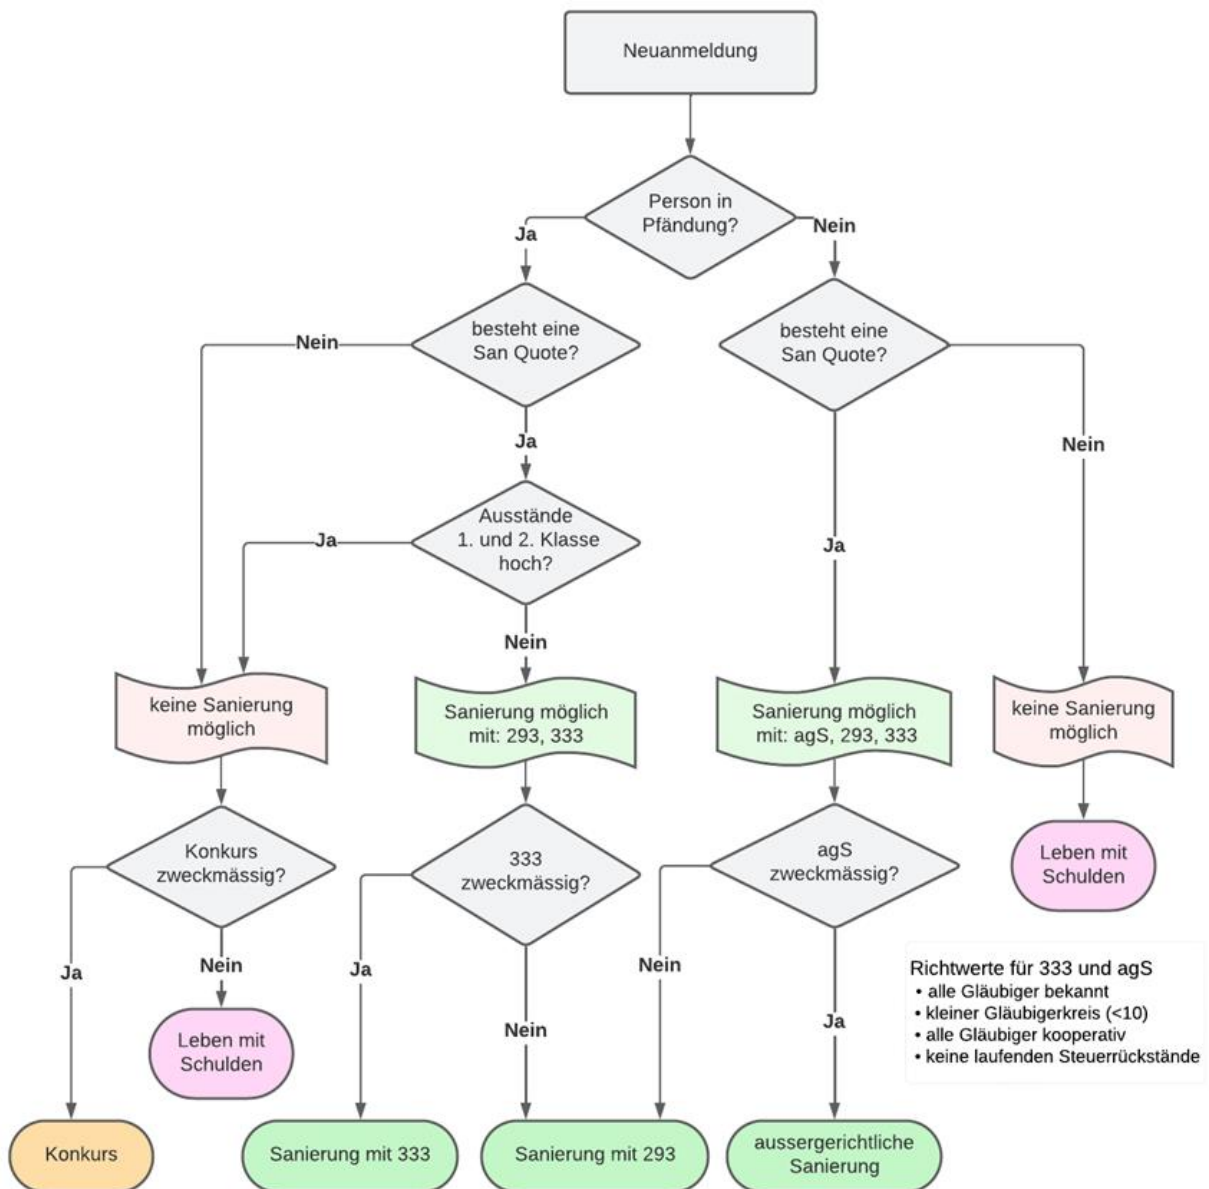 Neuanmeldung
Person in
Pfändung?
Ja
Nein
besteht eine
San Quote?
besteht eine
San Quote?
Nein
Ja
Nein
Ausstände
1. und 2. Klasse
hoch?
Ja
Ja
Nein
keine Sanierung
möglich
Sanierung möglich
mit: 293, 333
Sanierung möglich
mit: agS, 293, 333
keine Sanierung
möglich
Konkurs
zweckmässig?
333
zweckmässig?
agS
zweckmässig?
Leben mit
Schulden
Ja
Nein
Ja
Nein
Nein
Ja
Richtwerte für 333 und agS
• alle Gläubiger bekannt
• kleiner Gläubigerkreis (<10)
• alle Gläubiger kooperativ
• keine laufenden Steuerrückstände
Leben mit
Schulden
Konkurs
Sanierung mit 333
Sanierung mit 293
aussergerichtliche
Sanierung